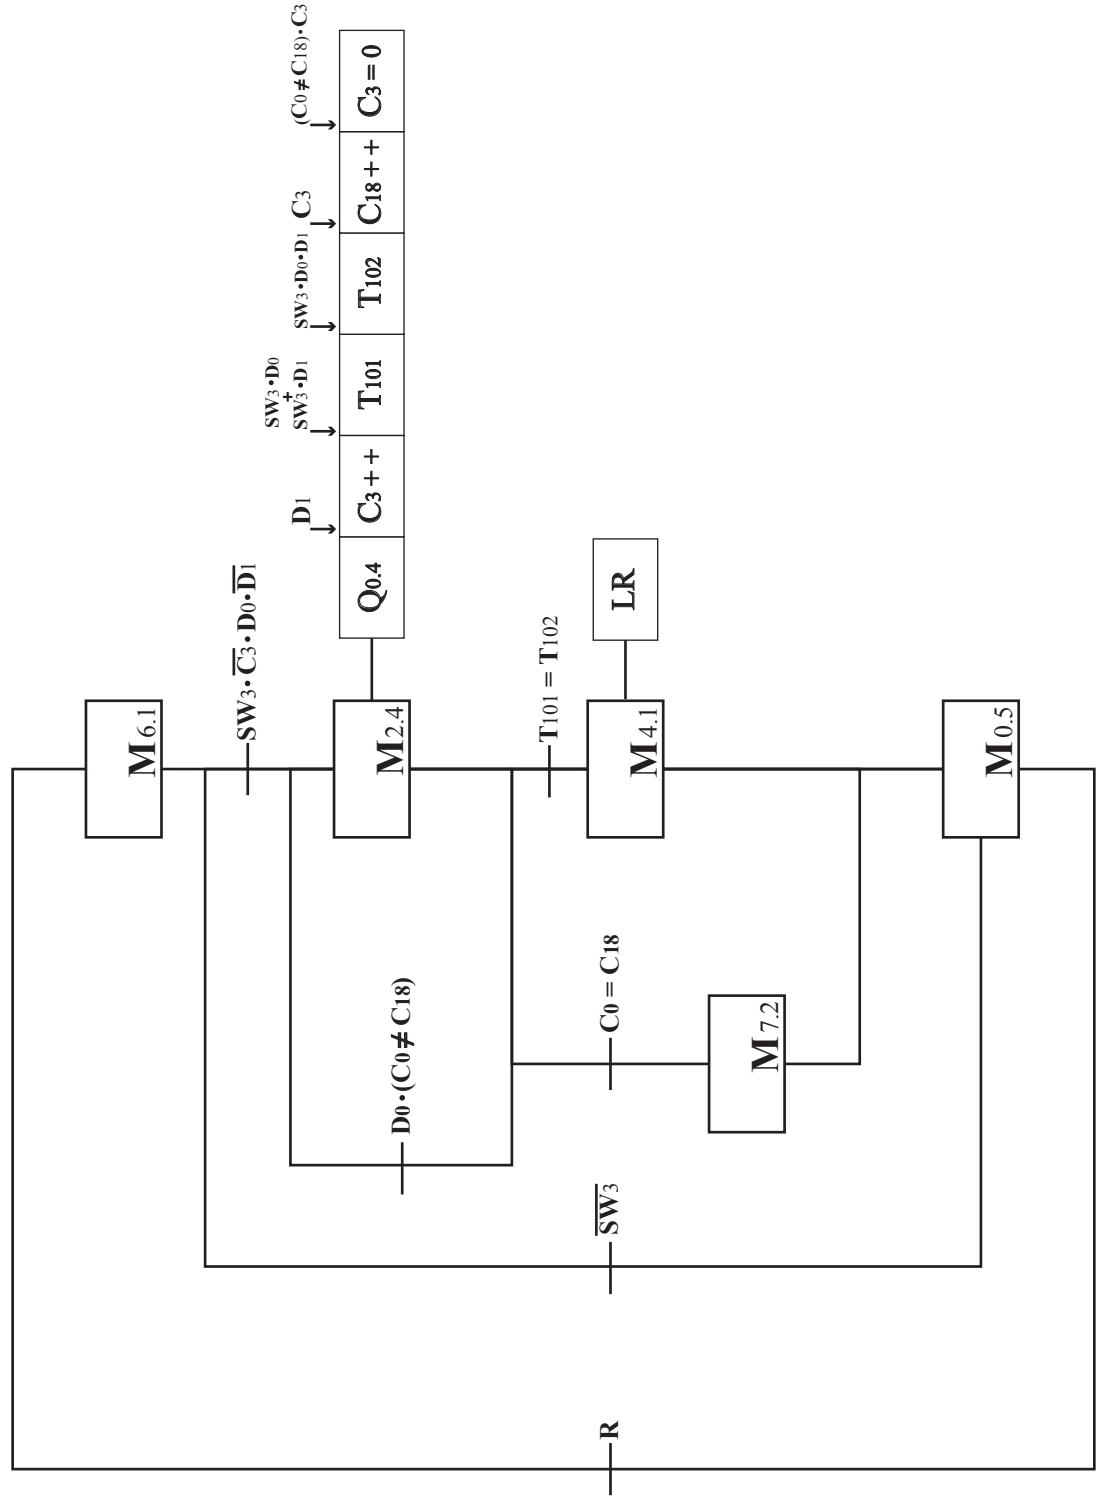 M6.1
SW3·C̅3·D0·D̅1
M2.4
Q0.4
D1
C3++
SW3·D0
+
SW3·D1
T101
SW3·D0·D1
T102
C3
C18++
(C0≠C18)·C3
C3=0
D0·(C0≠C18)
T101=T102
M4.1
LR
C0=C18
M7.2
S̅W̅3̅
M0.5
R